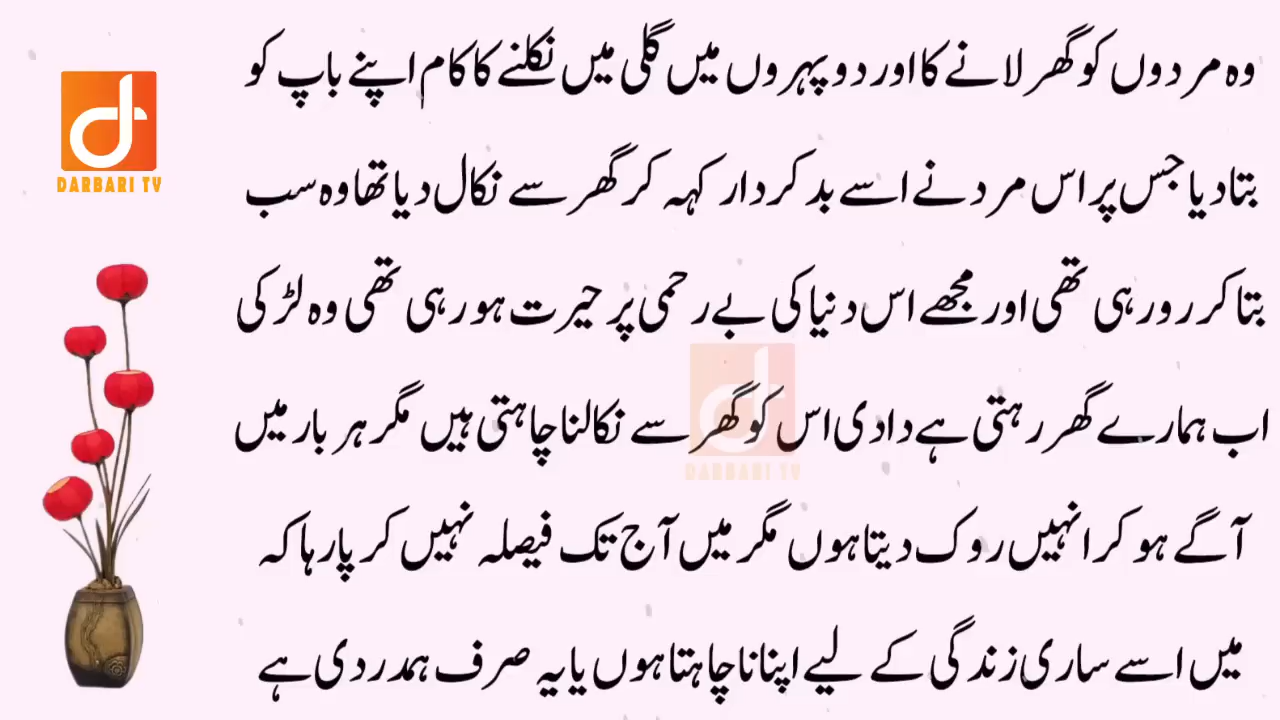 وہ مردوں کو گھر لانے کا اور دوپہروں میں گلی میں نکلنے کا کام اپنے باپ کو
بتا دیا جس پر اس مرد نے اسے بدکردار کہہ کر گھر سے نکال دیا تھا وہ سب
بتا کر رو رہی تھی اور مجھے اس دنیا کی بے رحمی پر حیرت ہو رہی تھی وہ لڑکی
اب ہمارے گھر رہتی ہے دادی اس کو گھر سے نکالنا چاہتی ہیں مگر ہر بار میں
آگے ہو کر انہیں روک دیتا ہوں مگر میں آج تک فیصلہ نہیں کر پا رہا کہ
میں اسے ساری زندگی کے لیے اپنانا چاہتا ہوں یا یہ صرف ہمدردی ہے
DARBARI TV
DARBARI TV